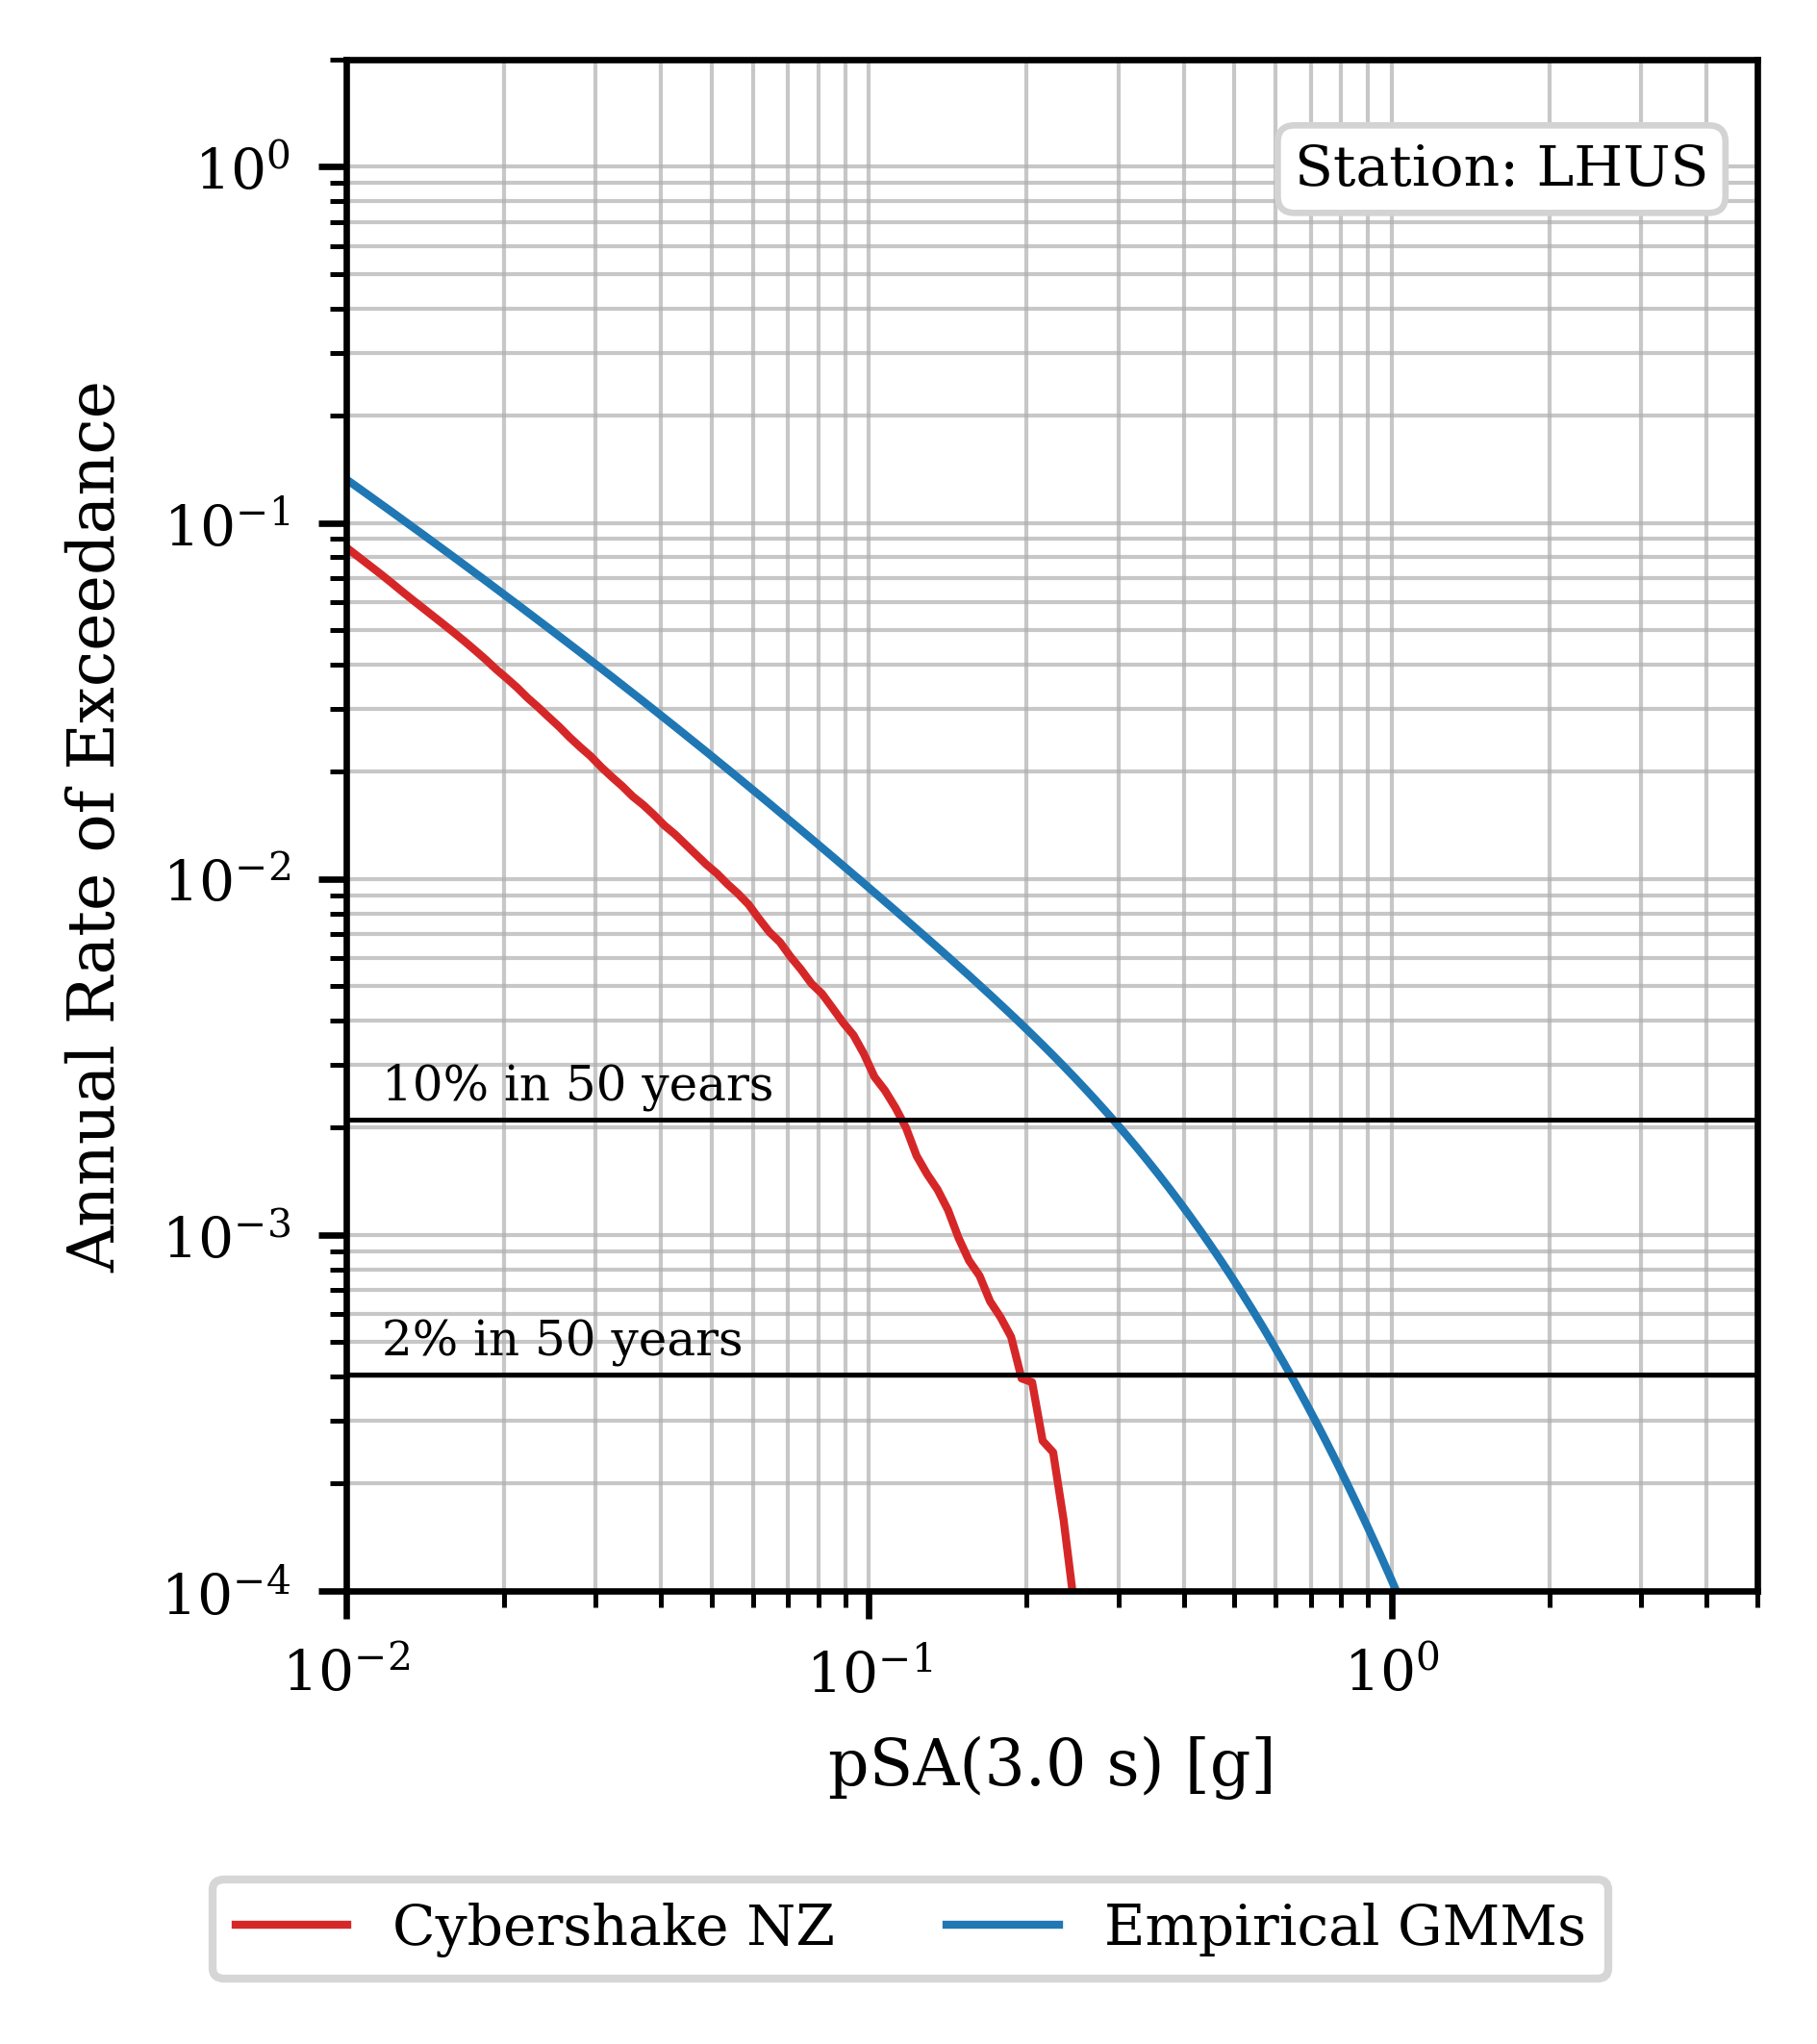 Station: LHUS
Annual Rate of Exceedance
10⁰
10⁻¹
10⁻²
10⁻³
10⁻⁴
10% in 50 years
2% in 50 years
10⁻²
10⁻¹
10⁰
pSA(3.0 s) [g]
Cybershake NZ
Empirical GMMs